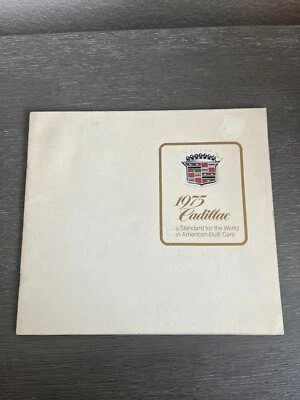 1975
Cadillac
a Standard for the World
in American-Built Cars.